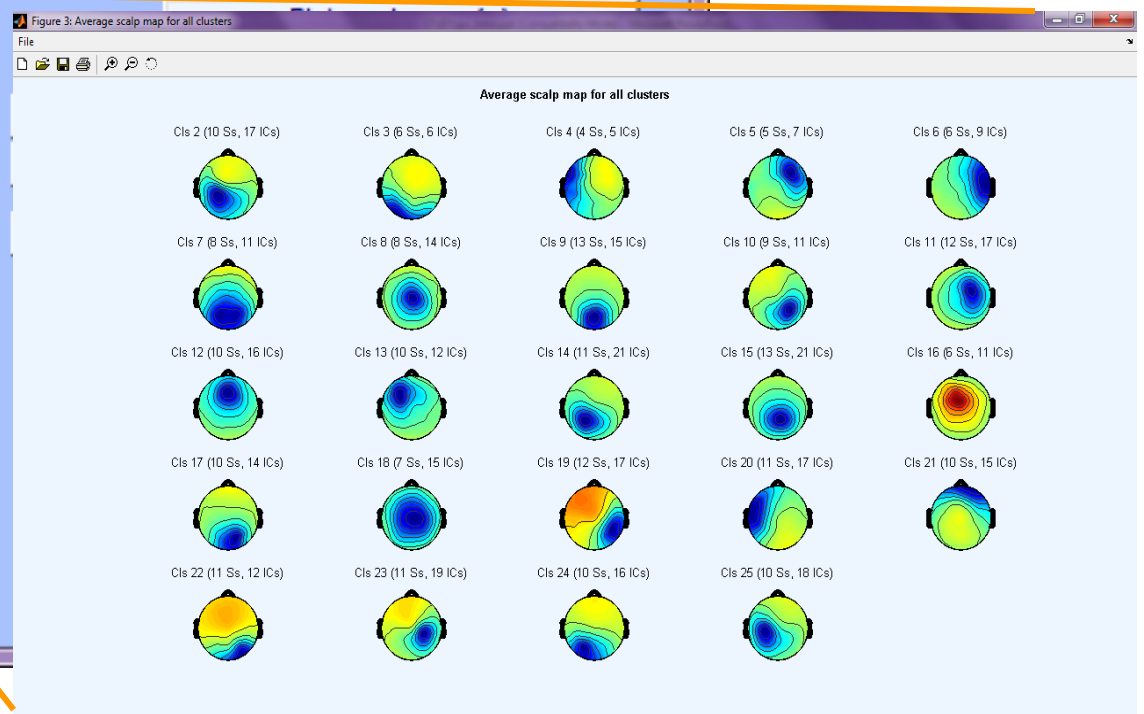 Figure 3: Average scalp map for all clusters
File
Average scalp map for all clusters
Cls 2 (10 Ss, 17 ICs) Cls 3 (6 Ss, 6 ICs) Cls 4 (4 Ss, 5 ICs) Cls 5 (5 Ss, 7 ICs) Cls 6 (6 Ss, 9 ICs)
Cls 7 (8 Ss, 11 ICs) Cls 8 (8 Ss, 14 ICs) Cls 9 (13 Ss, 15 ICs) Cls 10 (9 Ss, 11 ICs) Cls 11 (12 Ss, 17 ICs)
Cls 12 (10 Ss, 16 ICs) Cls 13 (10 Ss, 12 ICs) Cls 14 (11 Ss, 21 ICs) Cls 15 (13 Ss, 21 ICs) Cls 16 (6 Ss, 11 ICs)
Cls 17 (10 Ss, 14 ICs) Cls 18 (7 Ss, 15 ICs) Cls 19 (12 Ss, 17 ICs) Cls 20 (11 Ss, 17 ICs) Cls 21 (10 Ss, 15 ICs)
Cls 22 (11 Ss, 12 ICs) Cls 23 (11 Ss, 19 ICs) Cls 24 (10 Ss, 16 ICs) Cls 25 (10 Ss, 18 ICs)